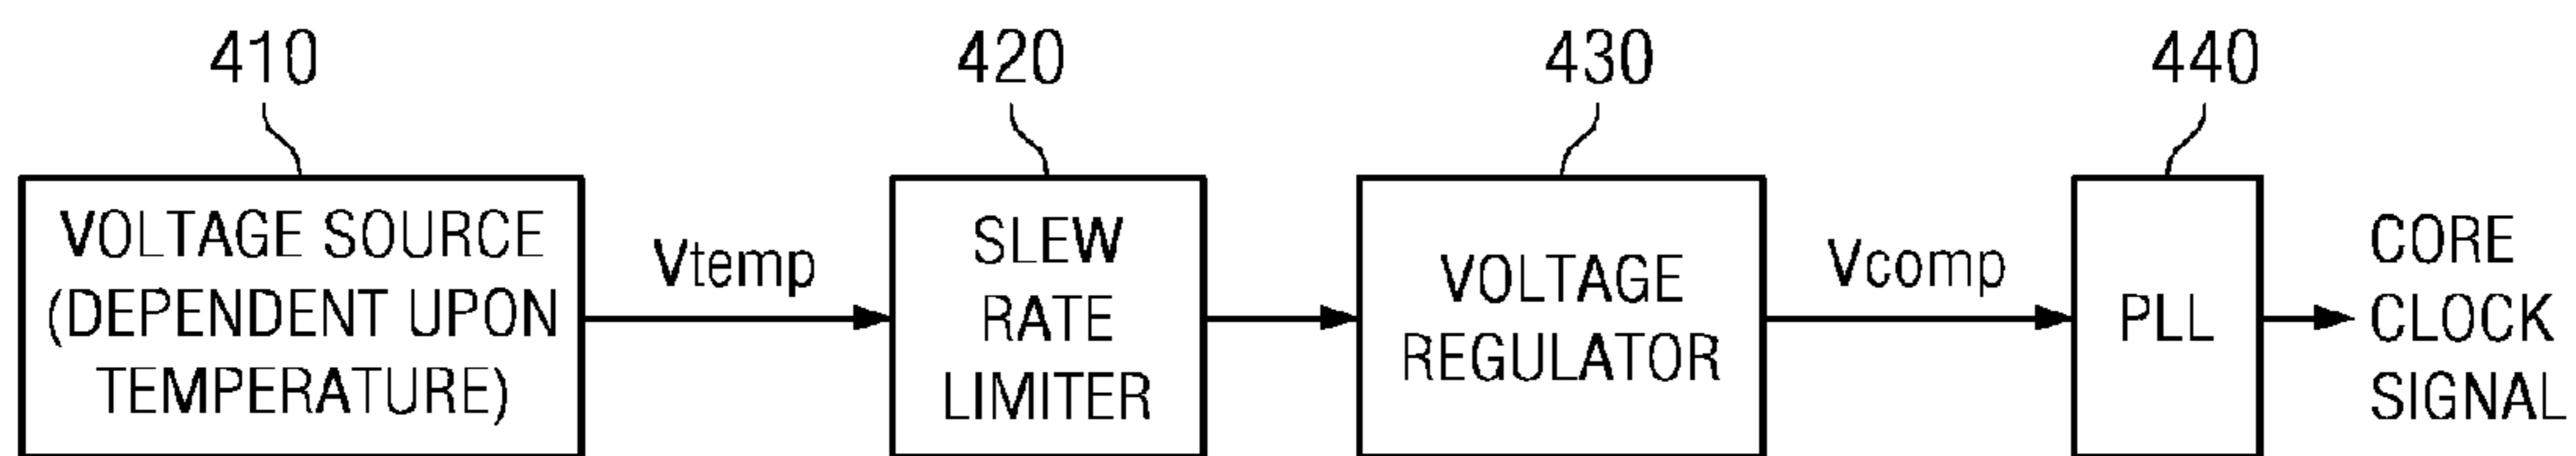 410
420
430
440
VOLTAGE SOURCE
(DEPENDENT UPON
TEMPERATURE)
Vtemp
SLEW
RATE
LIMITER
VOLTAGE
REGULATOR
Vcomp
PLL
CORE
CLOCK
SIGNAL